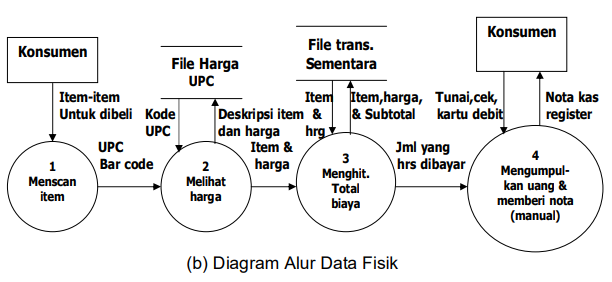 Konsumen
Item-item
Untuk dibeli
1
Menscan
item
UPC
Bar code
File Harga
UPC
Kode
UPC
Deskripsi item
dan harga
2
Melihat
harga
Item &
harga
File trans.
Sementara
Item
&
hrg
Item,harga,
& Subtotal
3
Menghit.
Total
biaya
Jml yang
hrs dibayar
Konsumen
Tunai,cek,
kartu debit
Nota kas
register
4
Mengumpul-
kan uang &
memberi nota
(manual)
(b) Diagram Alur Data Fisik